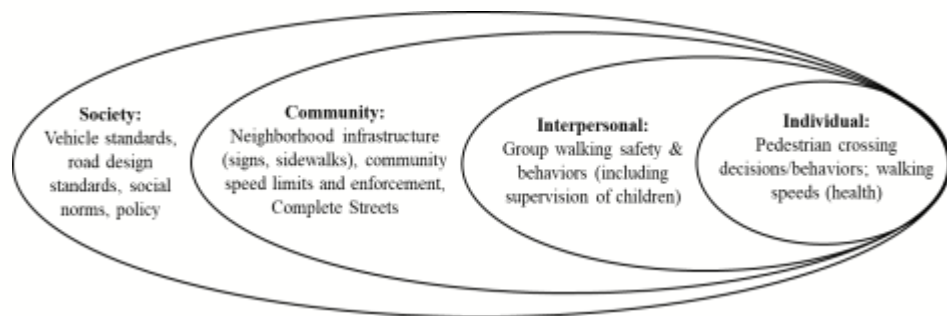 Society:
Vehicle standards,
road design
standards, social
norms, policy
Community:
Neighborhood infrastructure
(signs, sidewalks), community
speed limits and enforcement,
Complete Streets
Interpersonal:
Group walking safety &
behaviors (including
supervision of children)
Individual:
Pedestrian crossing
decisions/behaviors; walking
speeds (health)